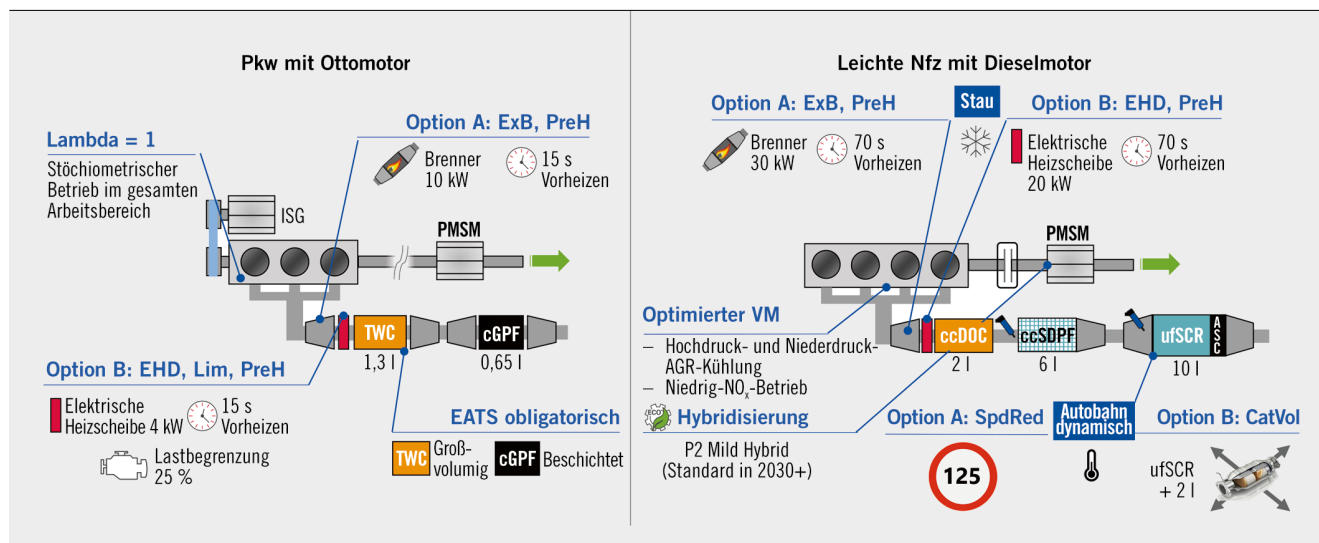 Pkw mit Ottomotor
Option A: ExB, PreH
Brenner
10 kW
15 s
Vorheizen
Lambda = 1
Stöchiometrischer
Betrieb im gesamten
Arbeitsbereich
ISG
PMSM
TWC
1,3 l
cGPF
0,65 l
Option B: EHD, Lim, PreH
Elektrische
Heizscheibe 4 kW
15 s
Vorheizen
Lastbegrenzung
25 %
EATS obligatorisch
TWC
Groß-
volumig
cGPF
Beschichtet
Leichte Nfz mit Dieselmotor
Option A: ExB, PreH
Brenner
30 kW
70 s
Vorheizen
Stau
Option B: EHD, PreH
Elektrische
Heizscheibe
20 kW
70 s
Vorheizen
PMSM
Optimierter VM
– Hochdruck- und Niederdruck-
AGR-Kühlung
– Niedrig-NOx-Betrieb
ccDOC
2 l
ccSDPF
6 l
ufSCR
10 l
ASC
ECO
Hybridisierung
P2 Mild Hybrid
(Standard in 2030+)
Option A: SpdRed
125
Autobahn
dynamisch
Option B: CatVol
ufSCR
+ 2 l